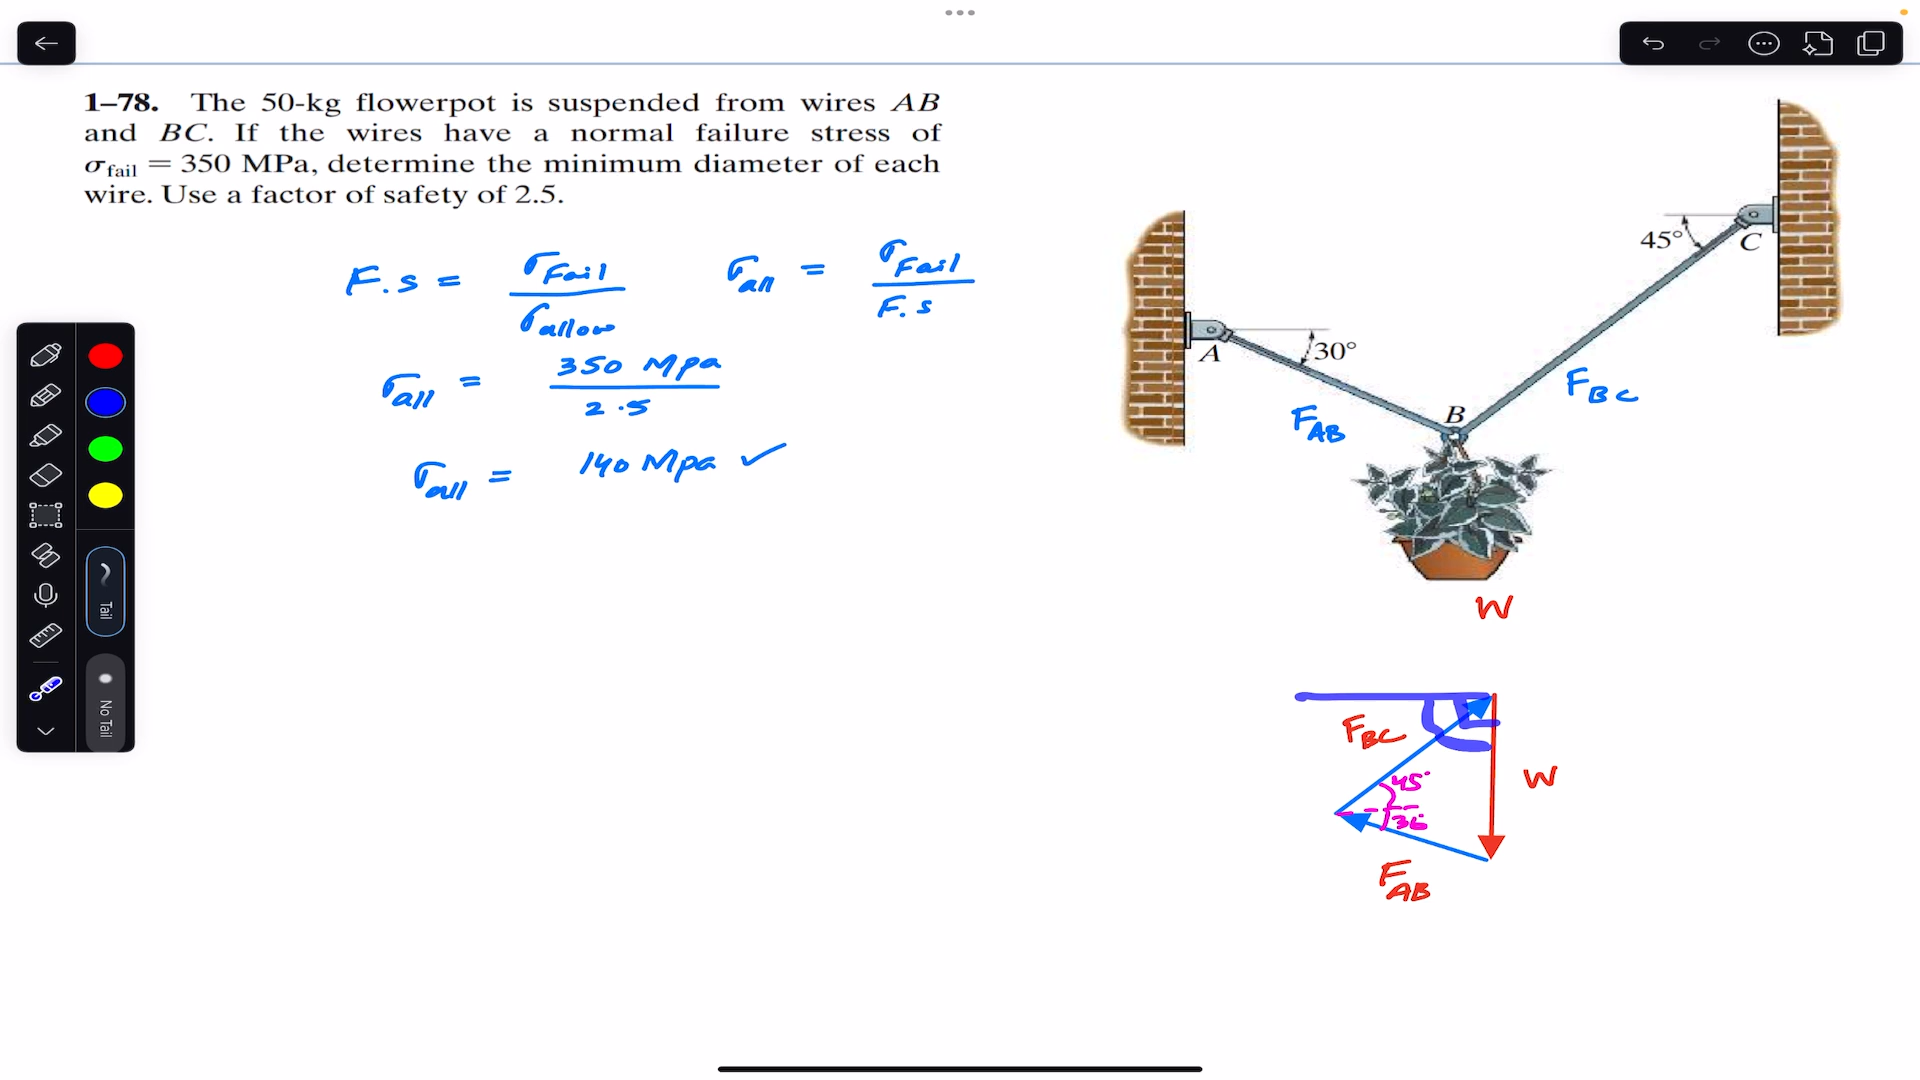 1–78. The 50-kg flowerpot is suspended from wires AB
and BC. If the wires have a normal failure stress of
σfail = 350 MPa, determine the minimum diameter of each
wire. Use a factor of safety of 2.5.
F.s = σFail / σallow
σall = σFail / F.s
σall = 350 Mpa / 2.5
σall = 140 Mpa ✓
45°
C
A
30°
B
FAB
FBC
W
FBC
W
45°
FAB
Tail
No Tail